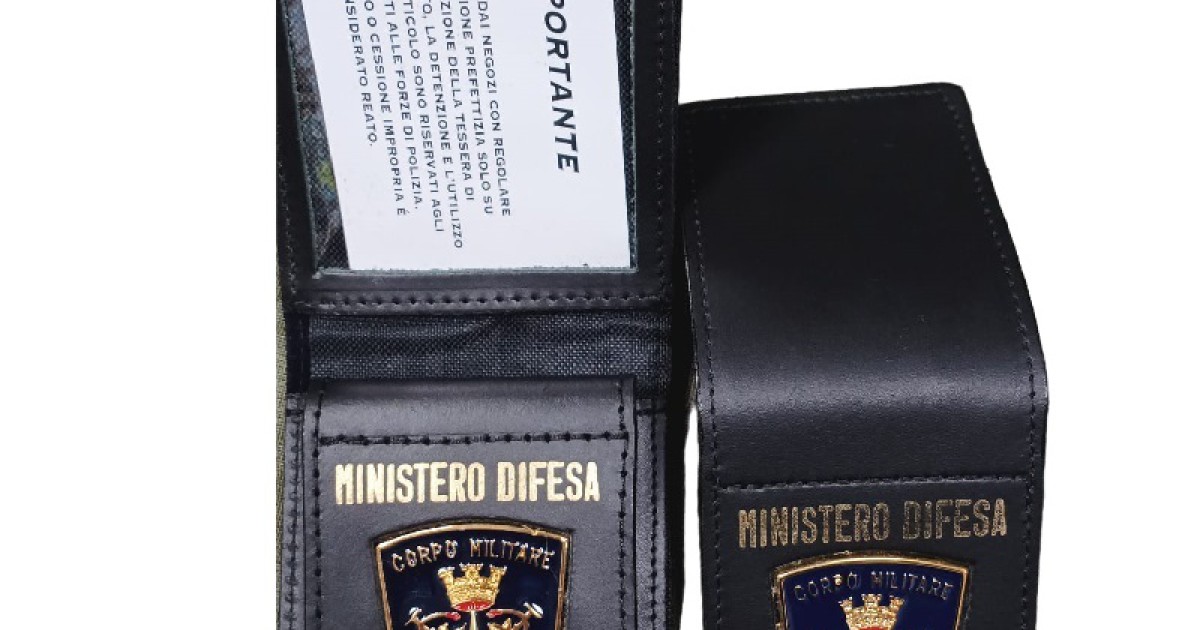 PORTANTE
DAI NEGOZI CON REGOLARE
IONE PREFETTIZIA SOLO SU
ZIONE DELLA TESSERA DI
TO, LA DETENZIONE E L'UTILIZZO
TICOLO SONO RISERVATI AGLI
TI ALLE FORZE DI POLIZIA.
O O CESSIONE IMPROPRIA É
NSIDERATO REATO.
MINISTERO DIFESA
CORPO MILITARE
MINISTERO DIFESA
CORPO MILITARE